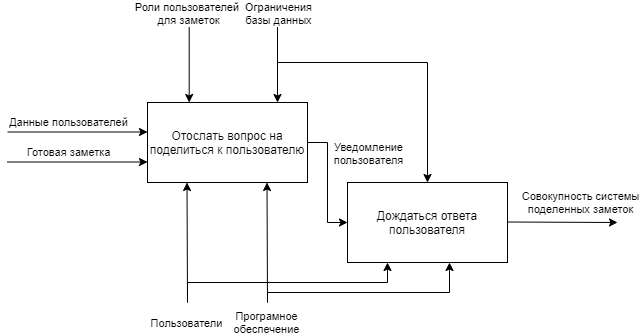 Роли пользователей
для заметок
Ограничения
базы данных
Данные пользователей
Готовая заметка
Отослать вопрос на
поделиться к пользователю
Уведомление
пользователя
Дождаться ответа
пользователя
Совокупность системы
поделенных заметок
Пользователи
Програмное
обеспечение